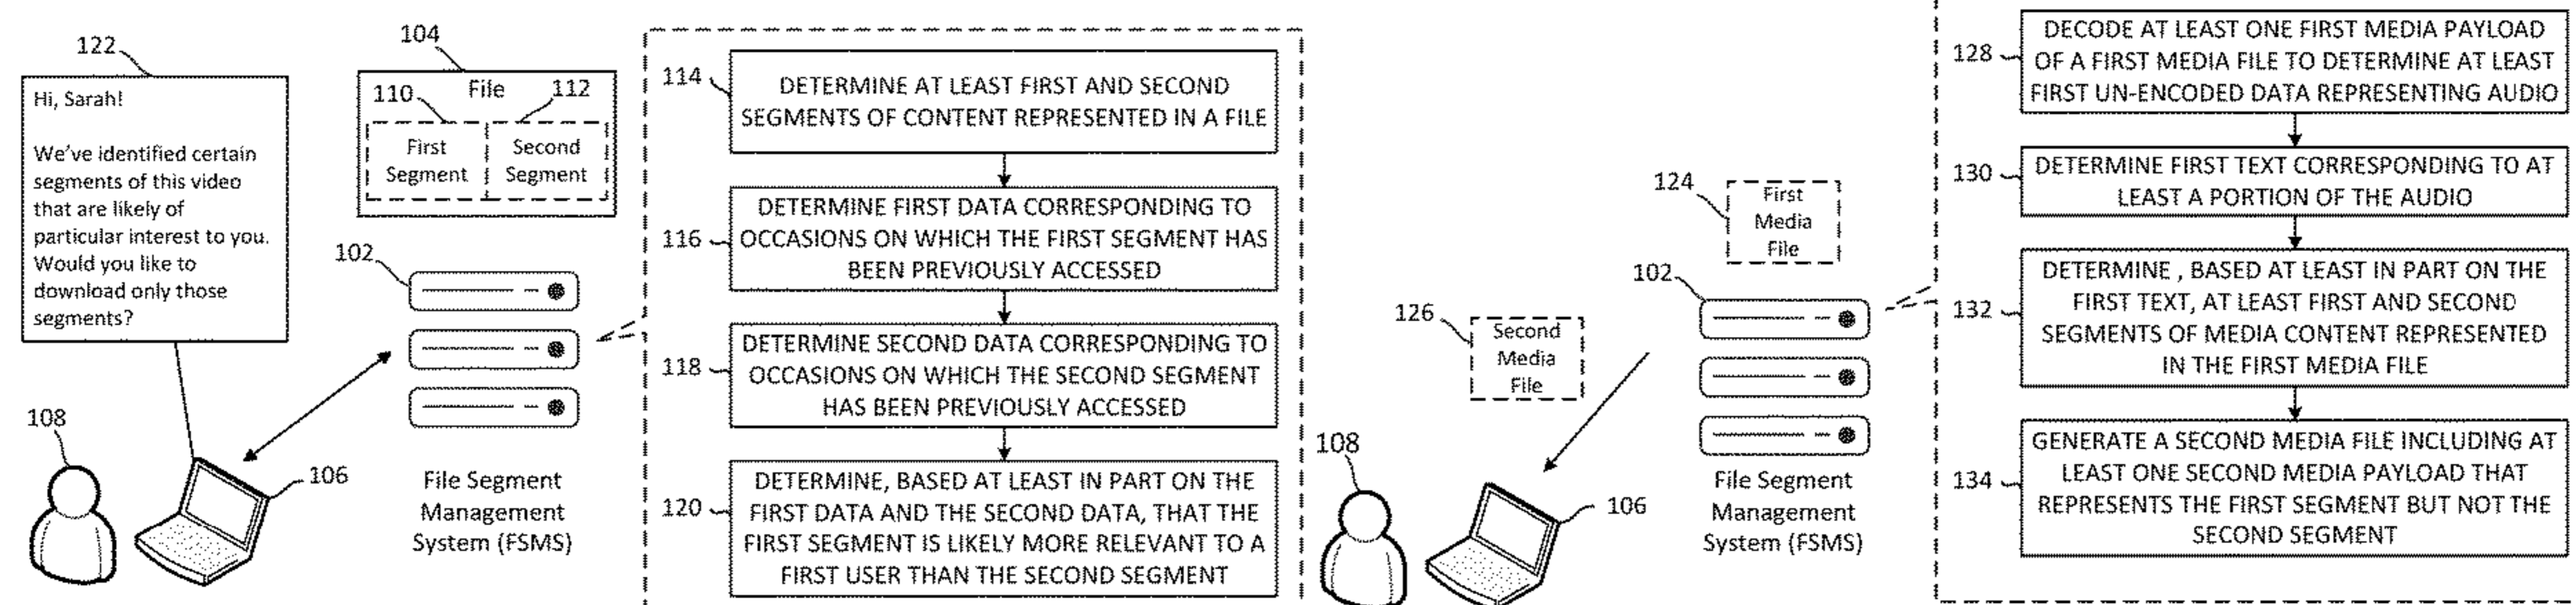 122
Hi, Sarah!
We've identified certain
segments of this video
that are likely of
particular interest to you.
Would you like to
download only those
segments?
104
File
110
112
First
Segment
Second
Segment
102
File Segment
Management
System (FSMS)
108
106
114
DETERMINE AT LEAST FIRST AND SECOND
SEGMENTS OF CONTENT REPRESENTED IN A FILE
116
DETERMINE FIRST DATA CORRESPONDING TO
OCCASIONS ON WHICH THE FIRST SEGMENT HAS
BEEN PREVIOUSLY ACCESSED
118
DETERMINE SECOND DATA CORRESPONDING TO
OCCASIONS ON WHICH THE SECOND SEGMENT
HAS BEEN PREVIOUSLY ACCESSED
120
DETERMINE, BASED AT LEAST IN PART ON THE
FIRST DATA AND THE SECOND DATA, THAT THE
FIRST SEGMENT IS LIKELY MORE RELEVANT TO A
FIRST USER THAN THE SECOND SEGMENT
124
First
Media
File
102
126
Second
Media
File
108
106
File Segment
Management
System (FSMS)
128
DECODE AT LEAST ONE FIRST MEDIA PAYLOAD
OF A FIRST MEDIA FILE TO DETERMINE AT LEAST
FIRST UN-ENCODED DATA REPRESENTING AUDIO
130
DETERMINE FIRST TEXT CORRESPONDING TO AT
LEAST A PORTION OF THE AUDIO
132
DETERMINE , BASED AT LEAST IN PART ON THE
FIRST TEXT, AT LEAST FIRST AND SECOND
SEGMENTS OF MEDIA CONTENT REPRESENTED
IN THE FIRST MEDIA FILE
134
GENERATE A SECOND MEDIA FILE INCLUDING AT
LEAST ONE SECOND MEDIA PAYLOAD THAT
REPRESENTS THE FIRST SEGMENT BUT NOT THE
SECOND SEGMENT